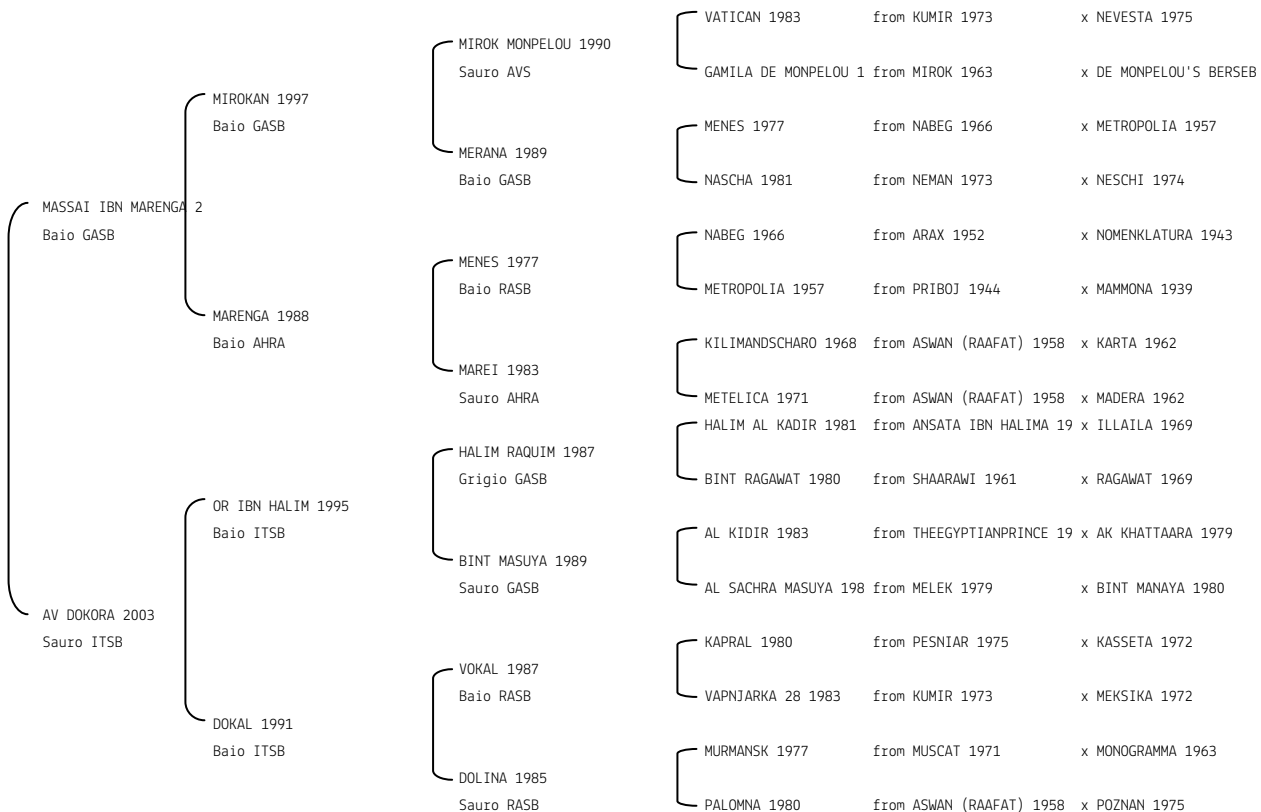 VATICAN 1983 from KUMIR 1973 x NEVESTA 1975
MIROK MONPELOU 1990
Sauro AVS
GAMILA DE MONPELOU 1 from MIROK 1963 x DE MONPELOU'S BERSEB
MIROKAN 1997
Baio GASB
MENES 1977 from NABEG 1966 x METROPOLIA 1957
MERANA 1989
Baio GASB
NASCHA 1981 from NEMAN 1973 x NESCHI 1974
MASSAI IBN MARENGA 2
Baio GASB
NABEG 1966 from ARAX 1952 x NOMENKLATURA 1943
MENES 1977
Baio RASB
METROPOLIA 1957 from PRIBOJ 1944 x MAMMONA 1939
MARENGA 1988
Baio AHRA
KILIMANDSCHARO 1968 from ASWAN (RAAFAT) 1958 x KARTA 1962
MAREI 1983
Sauro AHRA
METELICA 1971 from ASWAN (RAAFAT) 1958 x MADERA 1962
HALIM AL KADIR 1981 from ANSATA IBN HALIMA 19 x ILLAILA 1969
HALIM RAQUIM 1987
Grigio GASB
BINT RAGAWAT 1980 from SHAARAWI 1961 x RAGAWAT 1969
OR IBN HALIM 1995
Baio ITSB
AL KIDIR 1983 from THEEGYPTIANPRINCE 19 x AK KHATTAARA 1979
BINT MASUYA 1989
Sauro GASB
AL SACHRA MASUYA 198 from MELEK 1979 x BINT MANAYA 1980
AV DOKORA 2003
Sauro ITSB
KAPRAL 1980 from PESNIAR 1975 x KASSETA 1972
VOKAL 1987
Baio RASB
VAPNJARKA 28 1983 from KUMIR 1973 x MEKSIKA 1972
DOKAL 1991
Baio ITSB
MURMANSK 1977 from MUSCAT 1971 x MONOGRAMMA 1963
DOLINA 1985
Sauro RASB
PALOMNA 1980 from ASWAN (RAAFAT) 1958 x POZNAN 1975